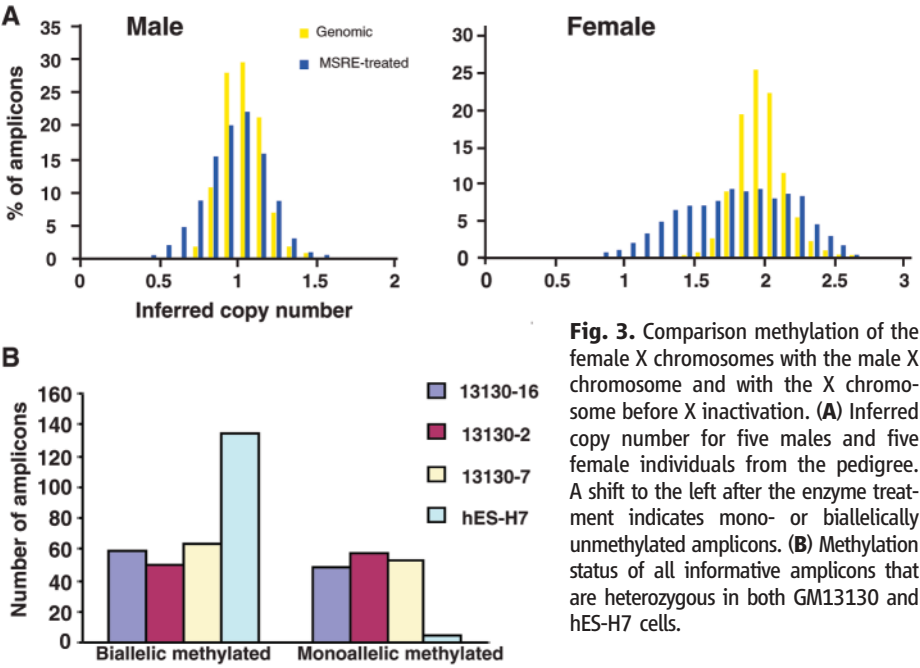 A
Male
Genomic
MSRE-treated
% of amplicons
35
30
25
20
15
10
5
0
0 0.5 1 1.5 2
Inferred copy number
Female
30
25
20
15
10
5
0
0 0.5 1 1.5 2 2.5 3
B
Number of amplicons
160
140
120
100
80
60
40
20
0
Biallelic methylated Monoallelic methylated
13130-16
13130-2
13130-7
hES-H7
Fig. 3. Comparison methylation of the
female X chromosomes with the male X
chromosome and with the X chromo-
some before X inactivation. (A) Inferred
copy number for five males and five
female individuals from the pedigree.
A shift to the left after the enzyme treat-
ment indicates mono- or biallelically
unmethylated amplicons. (B) Methylation
status of all informative amplicons that
are heterozygous in both GM13130 and
hES-H7 cells.